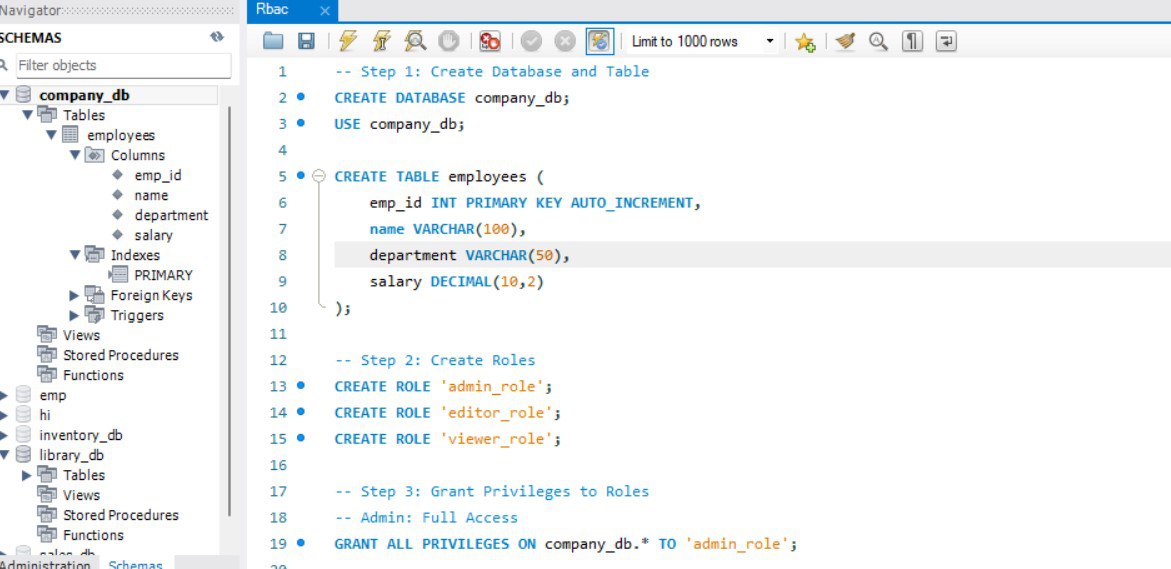 Navigator
SCHEMAS
Filter objects
company_db
Tables
employees
Columns
emp_id
name
department
salary
Indexes
PRIMARY
Foreign Keys
Triggers
Views
Stored Procedures
Functions
emp
hi
inventory_db
library_db
Tables
Views
Stored Procedures
Functions
sales_db
Administration Schemas
Rbac
Limit to 1000 rows
1 -- Step 1: Create Database and Table
2 CREATE DATABASE company_db;
3 USE company_db;
4
5 CREATE TABLE employees (
6 emp_id INT PRIMARY KEY AUTO_INCREMENT,
7 name VARCHAR(100),
8 department VARCHAR(50),
9 salary DECIMAL(10,2)
10 );
11
12 -- Step 2: Create Roles
13 CREATE ROLE 'admin_role';
14 CREATE ROLE 'editor_role';
15 CREATE ROLE 'viewer_role';
16
17 -- Step 3: Grant Privileges to Roles
18 -- Admin: Full Access
19 GRANT ALL PRIVILEGES ON company_db.* TO 'admin_role';
20